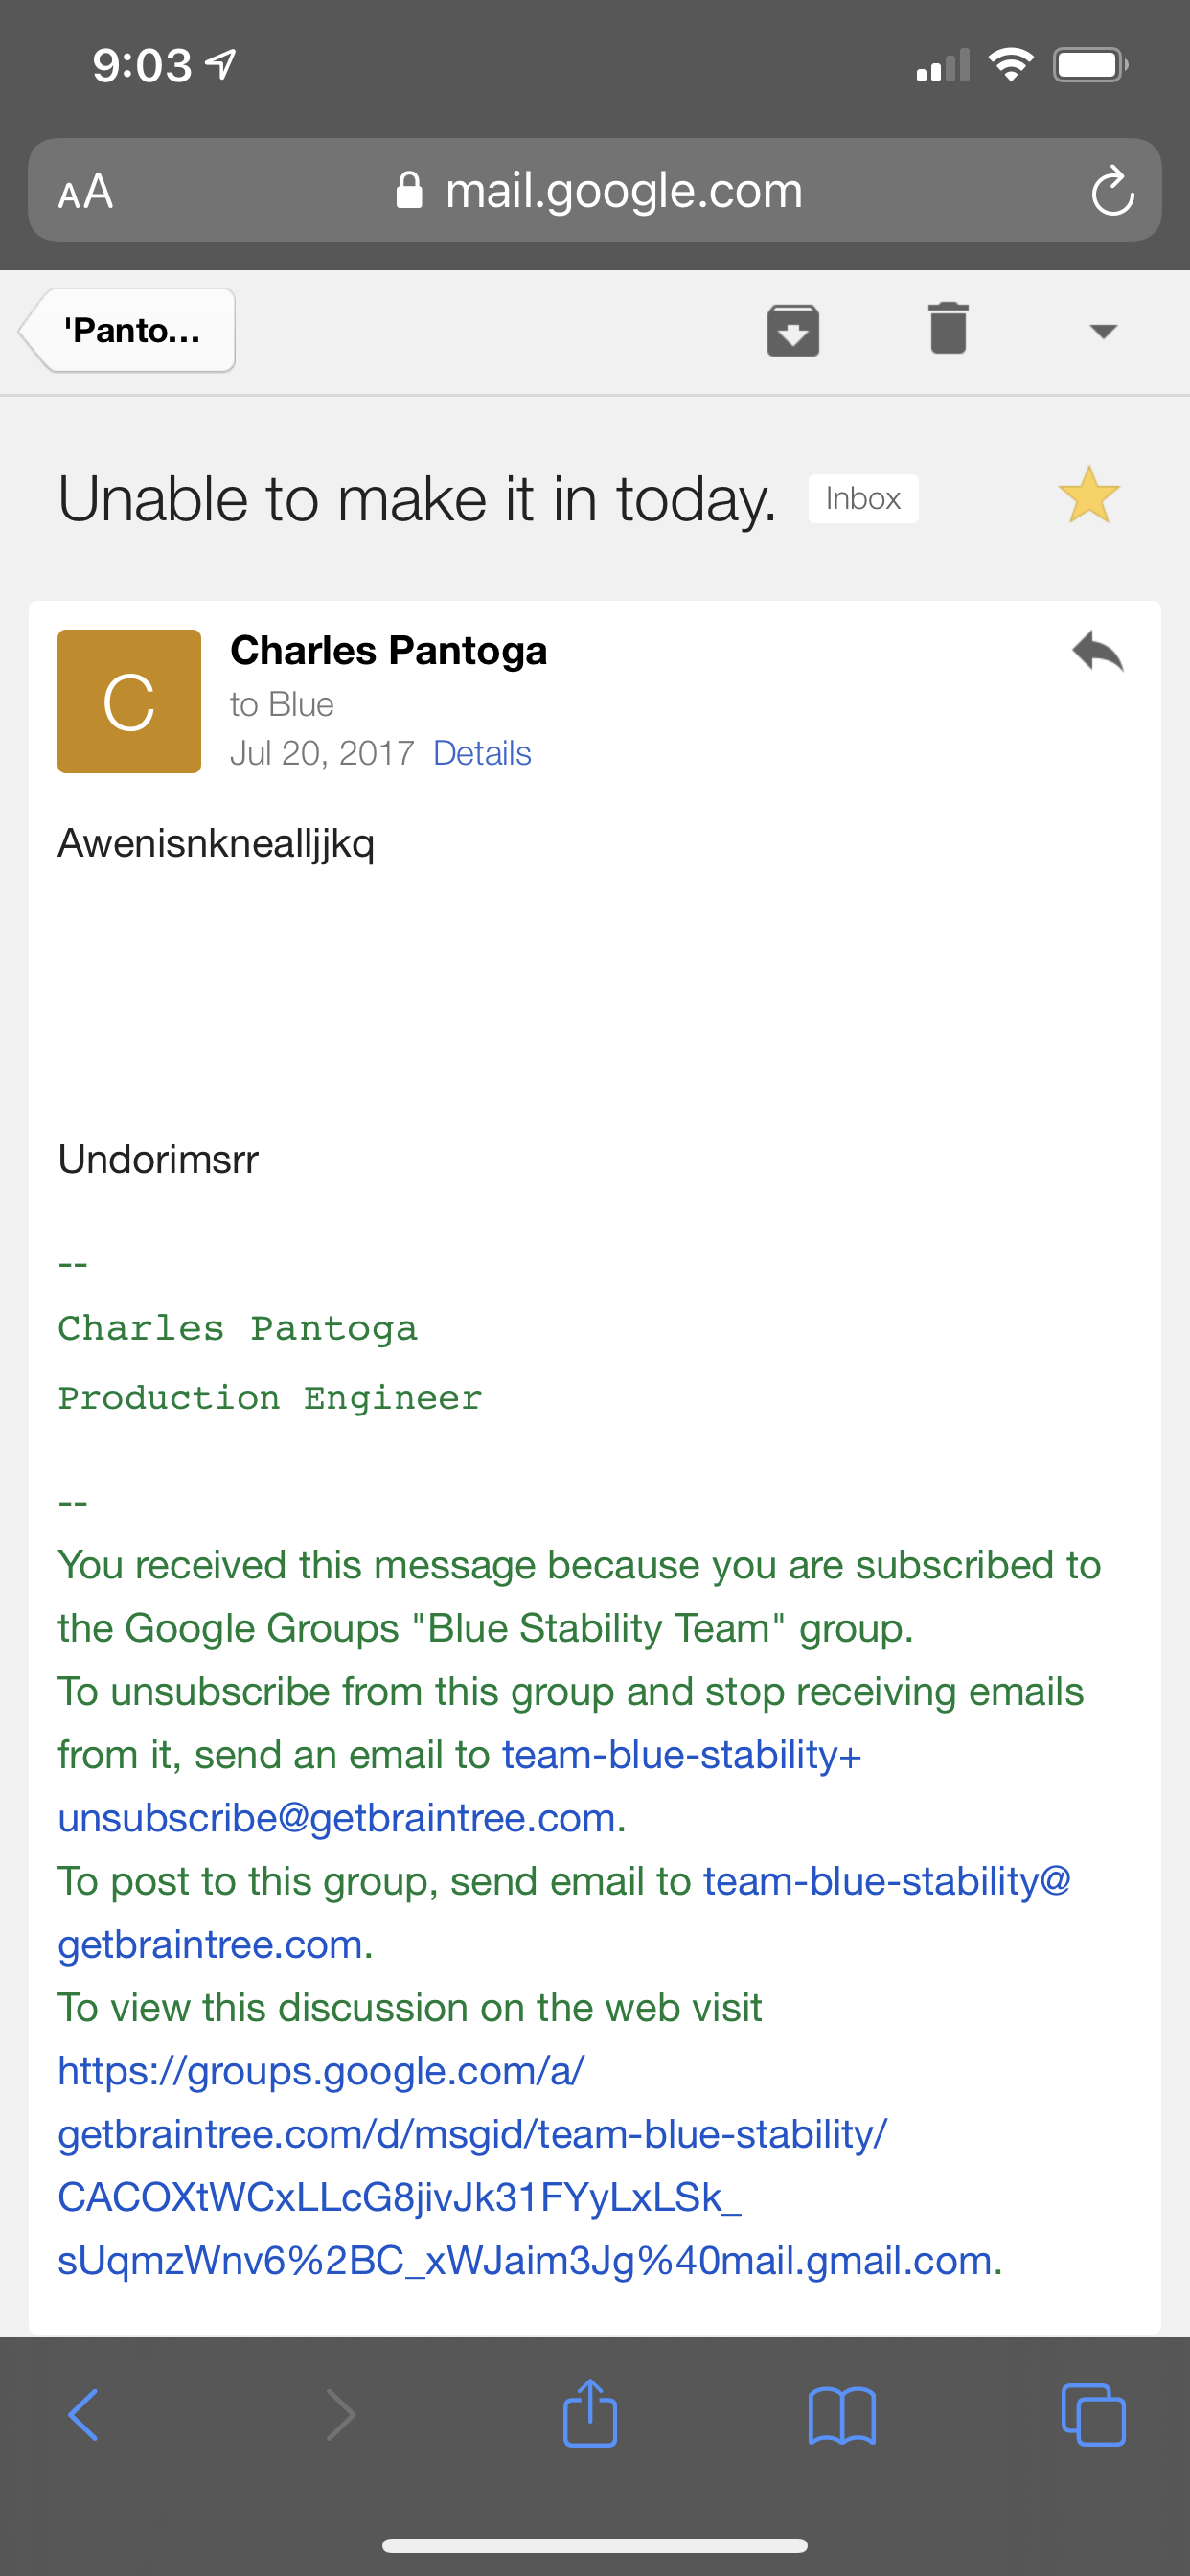 9:03
AA mail.google.com
'Panto...
Unable to make it in today. Inbox
C
Charles Pantoga
to Blue
Jul 20, 2017 Details
Awenisnknealljjkq
Undorimsrr
--
Charles Pantoga
Production Engineer
--
You received this message because you are subscribed to
the Google Groups "Blue Stability Team" group.
To unsubscribe from this group and stop receiving emails
from it, send an email to team-blue-stability+
unsubscribe@getbraintree.com.
To post to this group, send email to team-blue-stability@
getbraintree.com.
To view this discussion on the web visit
https://groups.google.com/a/
getbraintree.com/d/msgid/team-blue-stability/
CACOXtWCxLLcG8jivJk31FYyLxLSk_
sUqmzWnv6%2BC_xWJaim3Jg%40mail.gmail.com.